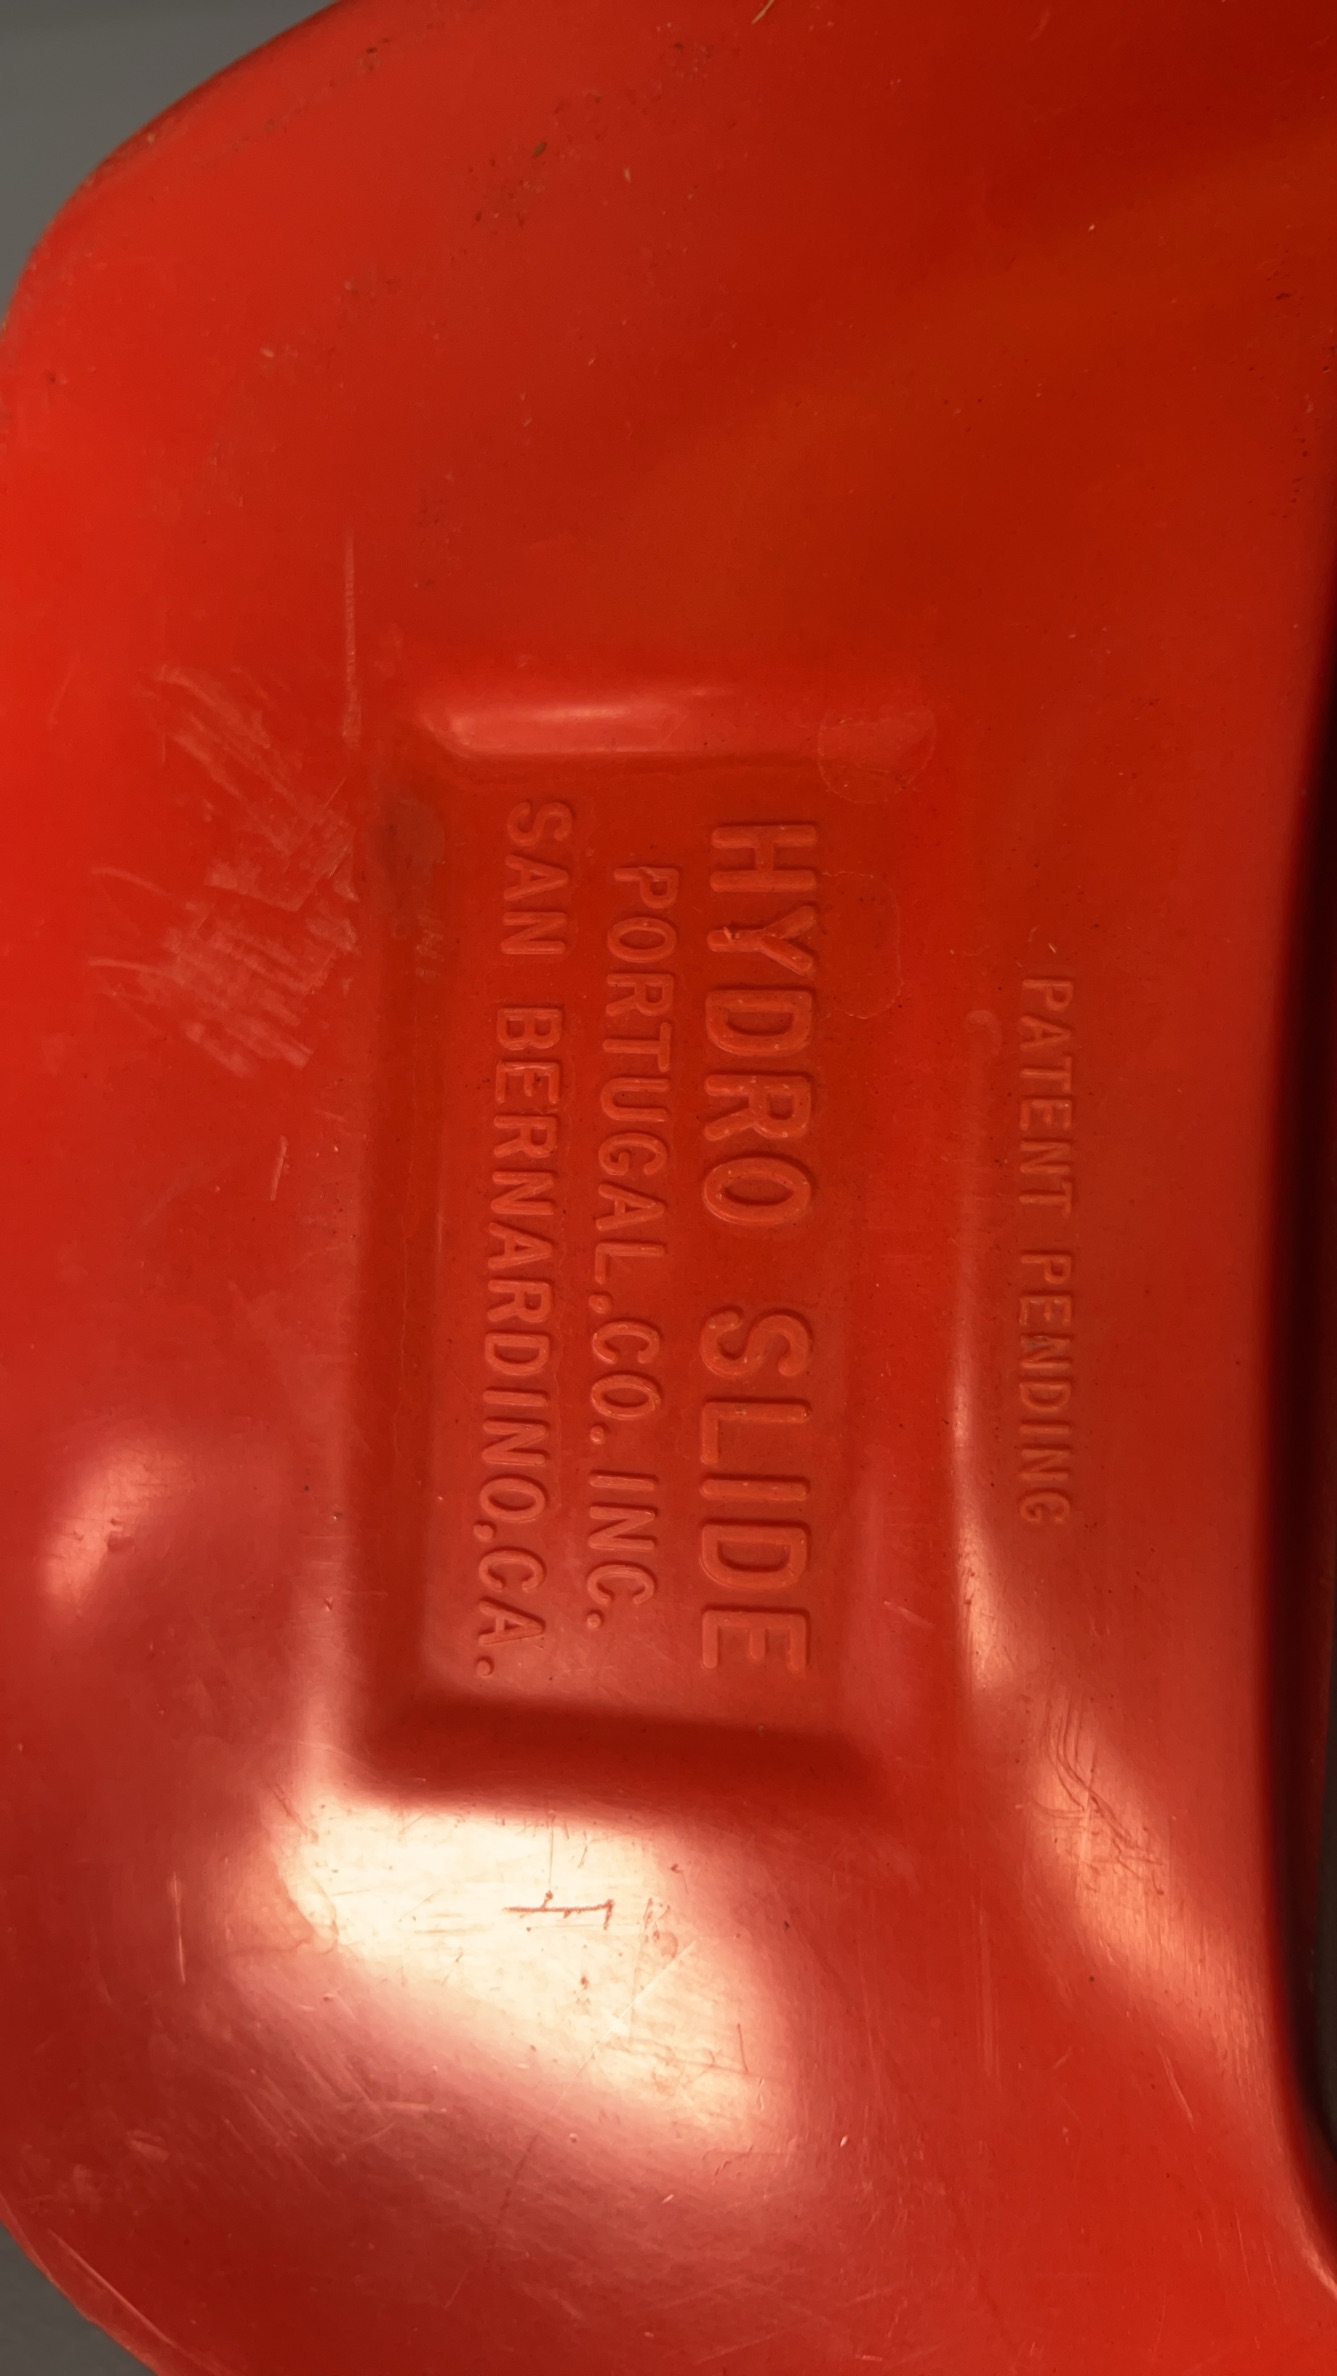 PATENT PENDING
HYDRO SLIDE
PORTUGAL,CO. INC.
SAN BERNARDINO,CA.